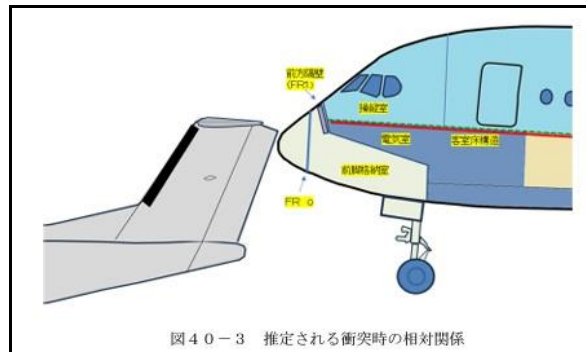 前方隔壁
(FR1)
操縦室
電気室
客室床構造
前脚格納室
FR 0
図40－3 推定される衝突時の相対関係